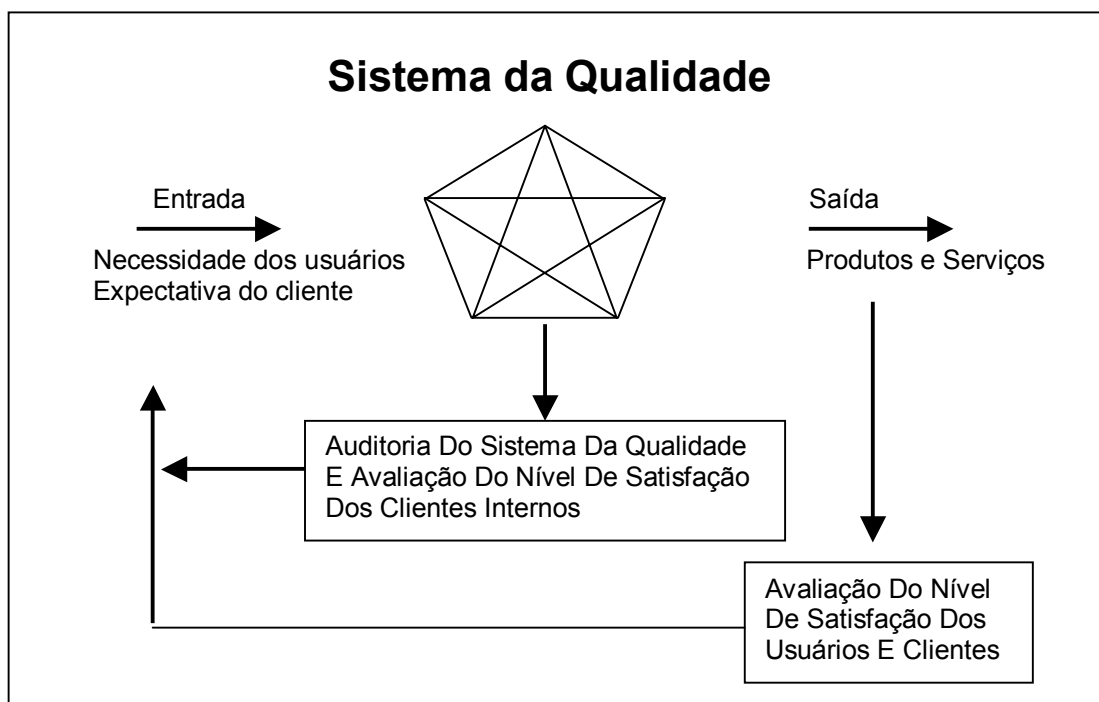 Sistema da Qualidade
Entrada
Necessidade dos usuários
Expectativa do cliente
Saída
Produtos e Serviços
Auditoria Do Sistema Da Qualidade
E Avaliação Do Nível De Satisfação
Dos Clientes Internos
Avaliação Do Nível
De Satisfação Dos
Usuários E Clientes